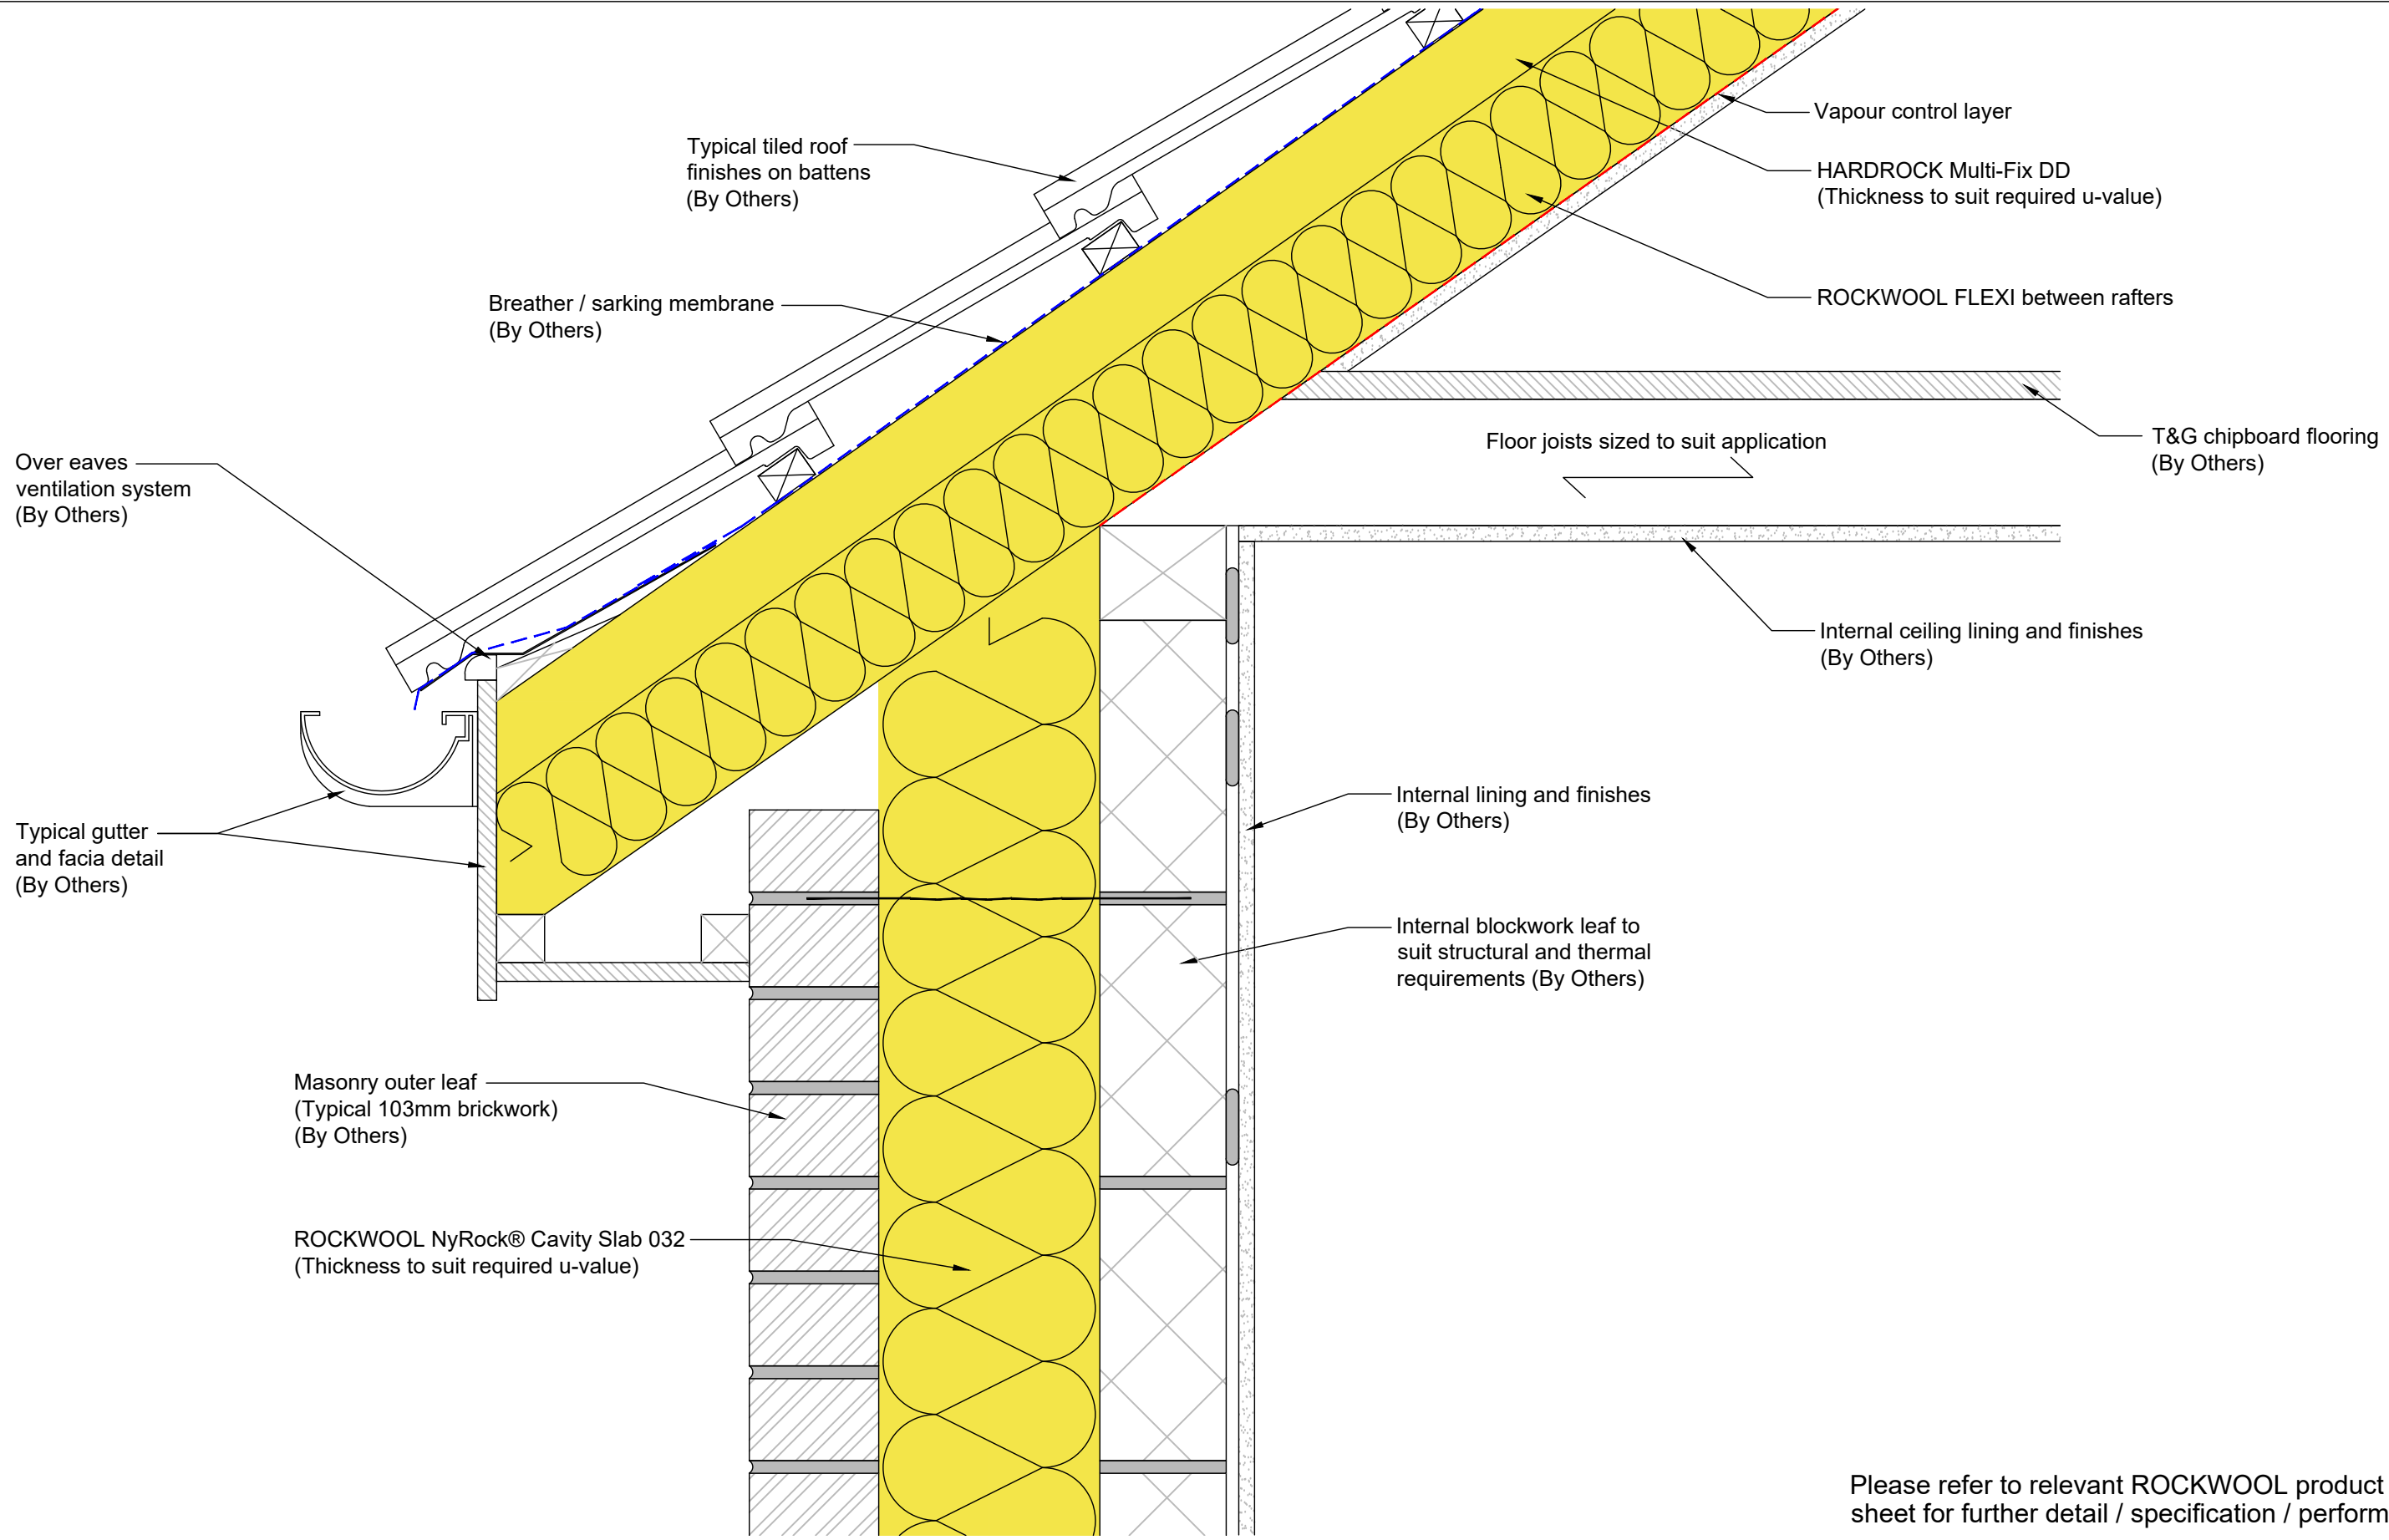 Typical tiled roof
finishes on battens
(By Others)
Breather / sarking membrane
(By Others)
Over eaves
ventilation system
(By Others)
Typical gutter
and facia detail
(By Others)
Masonry outer leaf
(Typical 103mm brickwork)
(By Others)
ROCKWOOL NyRock® Cavity Slab 032
(Thickness to suit required u-value)
Vapour control layer
HARDROCK Multi-Fix DD
(Thickness to suit required u-value)
ROCKWOOL FLEXI between rafters
T&G chipboard flooring
(By Others)
Floor joists sized to suit application
Internal ceiling lining and finishes
(By Others)
Internal lining and finishes
(By Others)
Internal blockwork leaf to
suit structural and thermal
requirements (By Others)
Please refer to relevant ROCKWOOL product
sheet for further detail / specification / perform